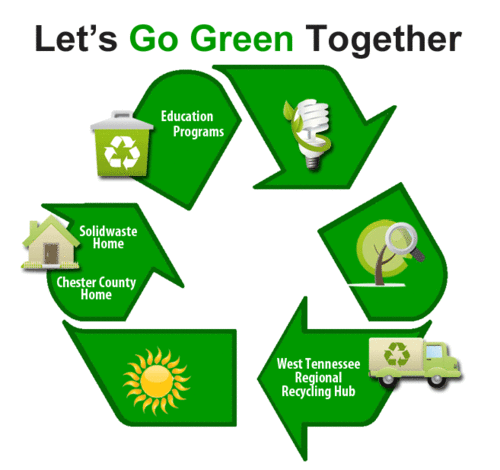 Let's Go Green Together
Education
Programs
Solidwaste
Home
Chester County
Home
West Tennessee
Regional
Recycling Hub